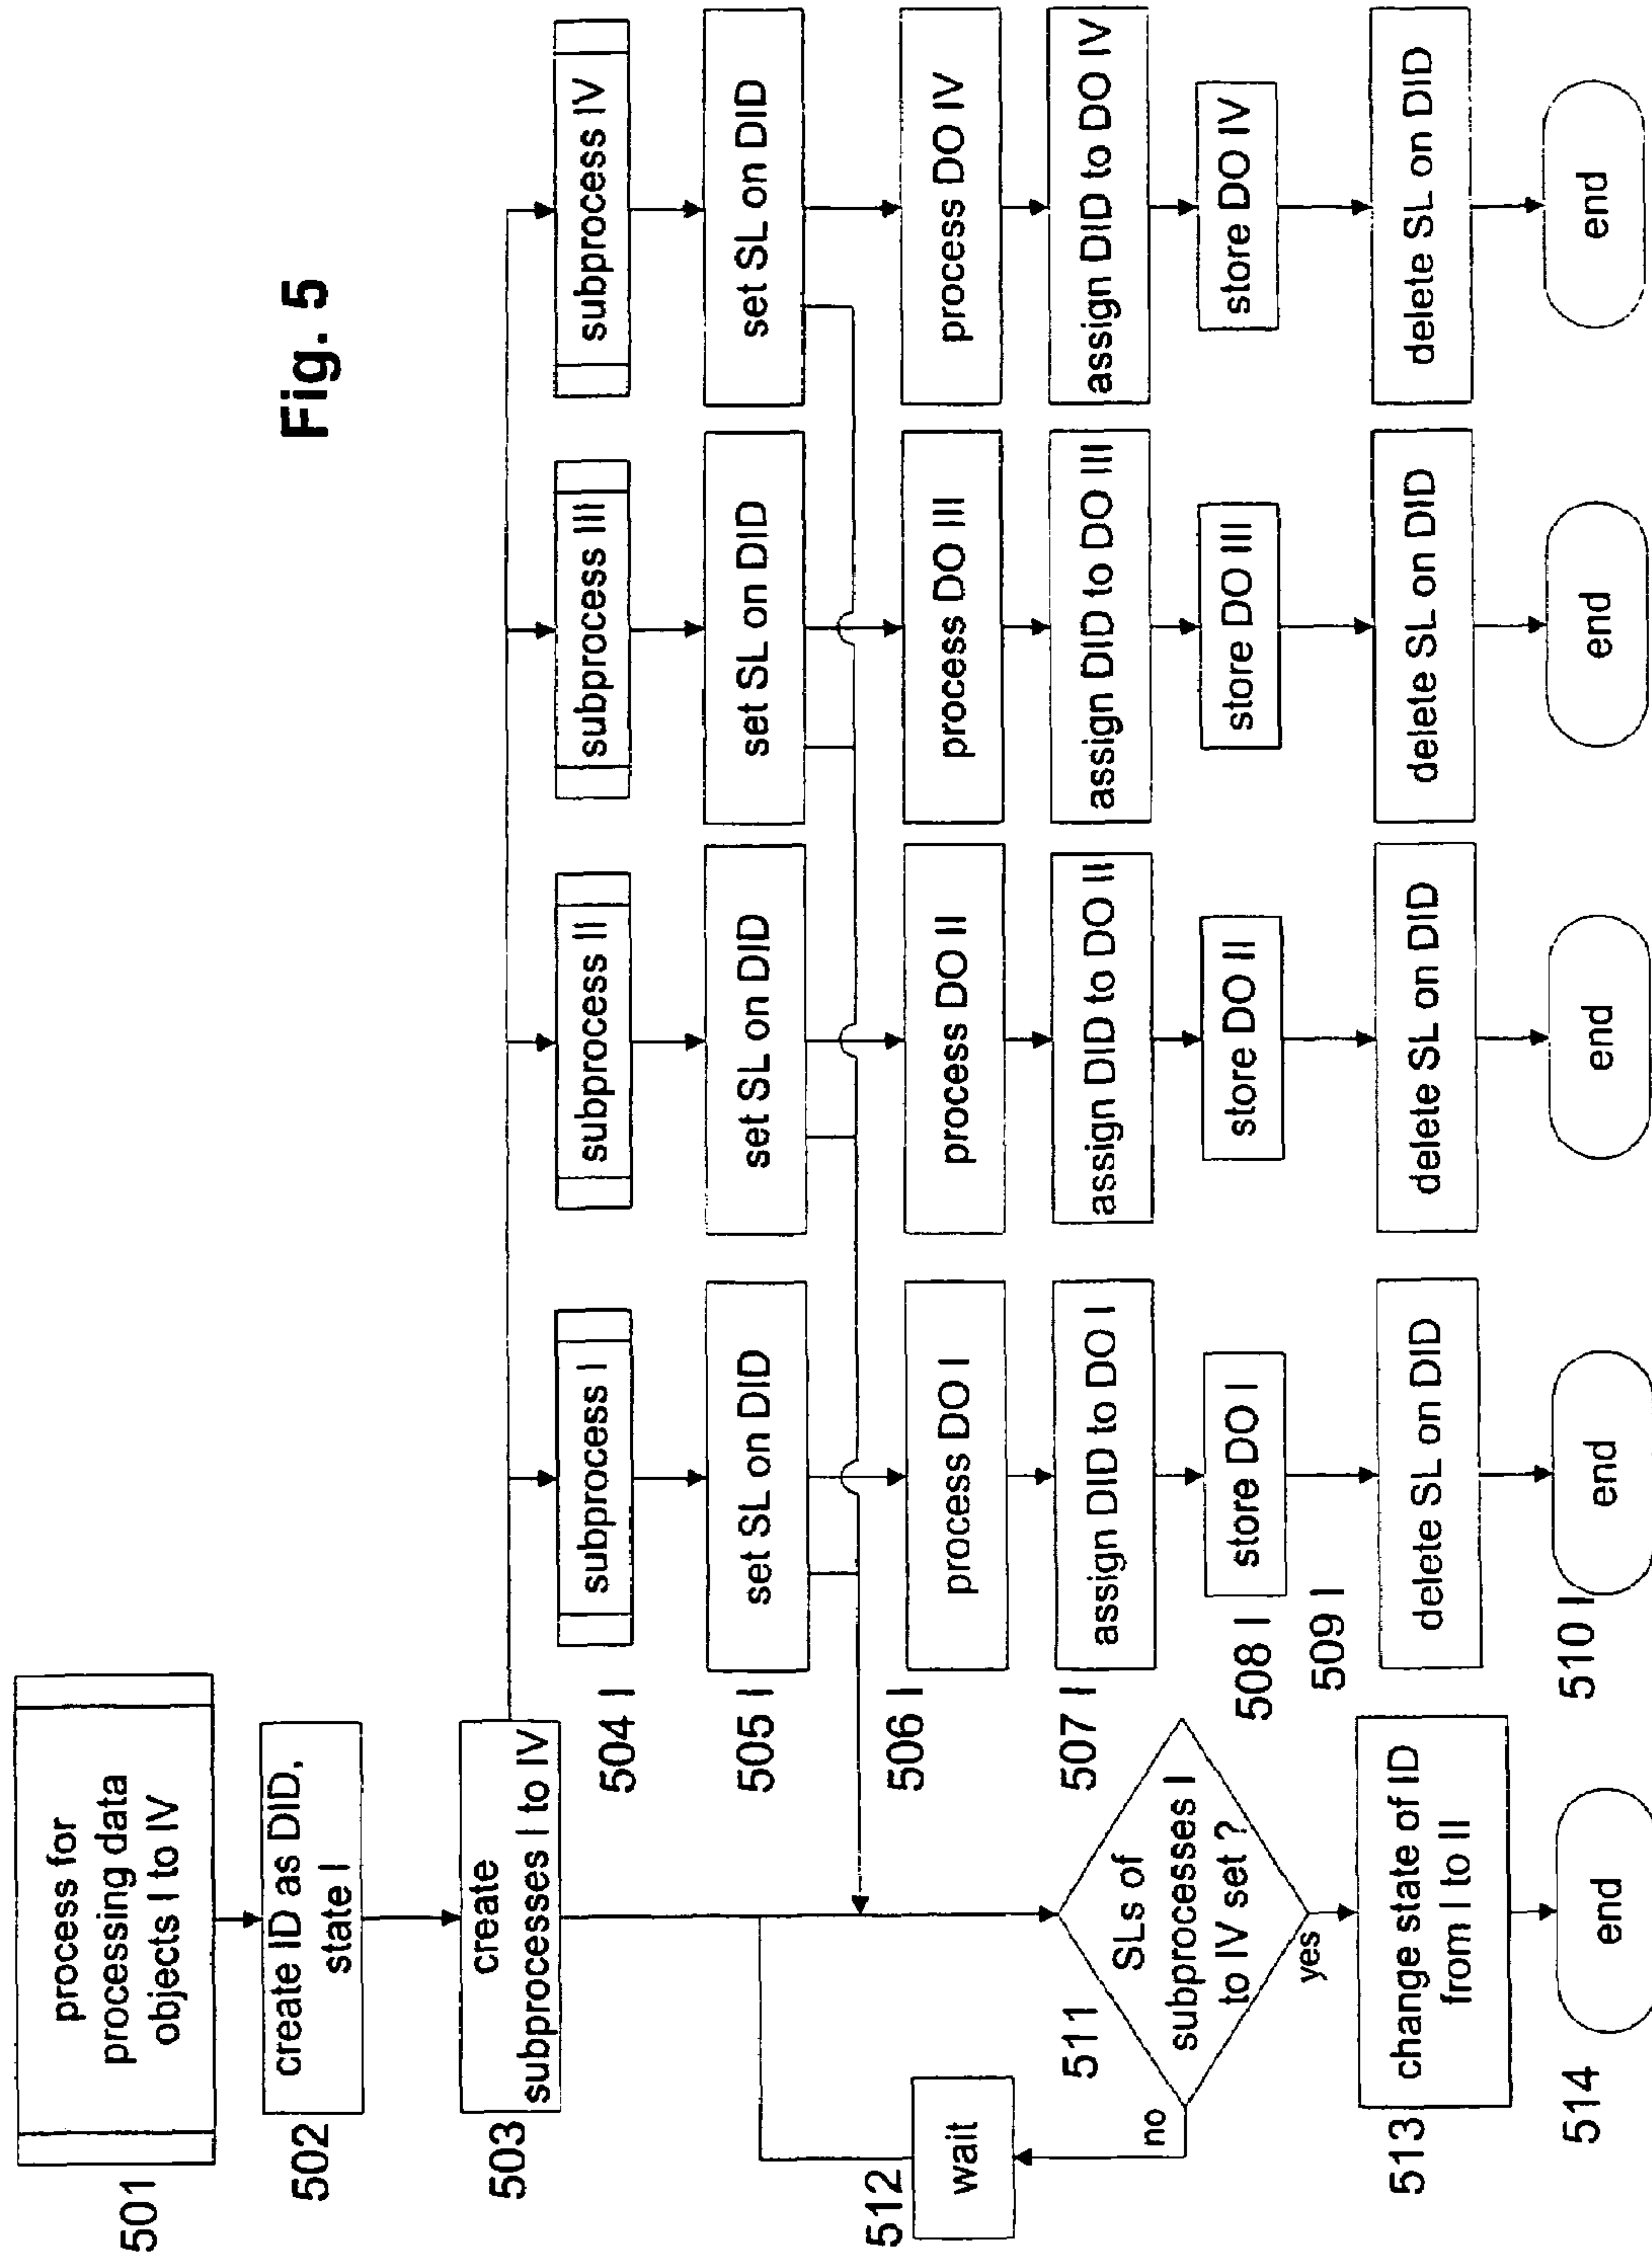 Fig. 5
501
process for
processing data
objects I to IV
502
create ID as DID,
state I
503
create
subprocesses I to IV
504 I
subprocess I
subprocess II
subprocess III
subprocess IV
505 I
set SL on DID
set SL on DID
set SL on DID
set SL on DID
506 I
process DO I
process DO II
process DO III
process DO IV
507 I
assign DID to DO I
assign DID to DO II
assign DID to DO III
assign DID to DO IV
508 I
store DO I
store DO II
store DO III
store DO IV
509 I
delete SL on DID
delete SL on DID
delete SL on DID
delete SL on DID
510 I
end
end
end
end
511
SLs of
subprocesses I
to IV set ?
no
yes
512
wait
513
change state of ID
from I to II
514
end